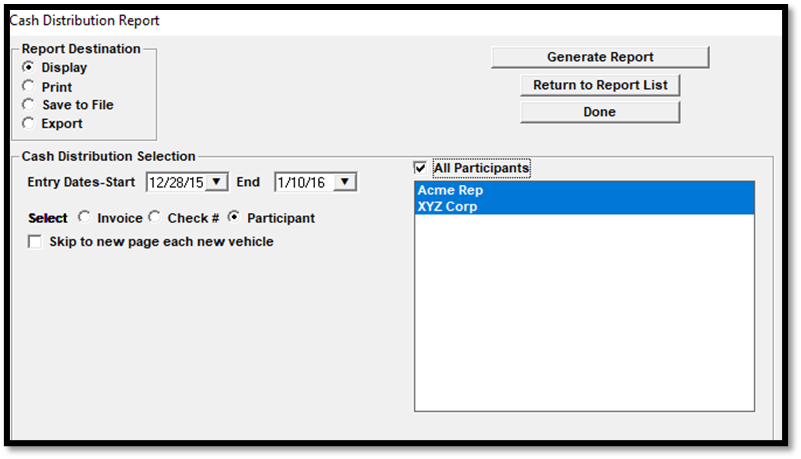 Cash Distribution Report
Report Destination
Display
Print
Save to File
Export
Generate Report
Return to Report List
Done
Cash Distribution Selection
Entry Dates-Start 12/28/15 End 1/10/16
Select Invoice Check # Participant
Skip to new page each new vehicle
All Participants
Acme Rep
XYZ Corp